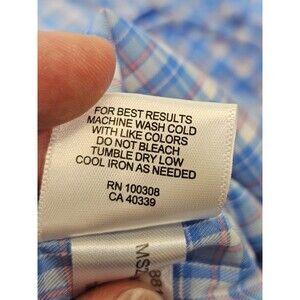 FOR BEST RESULTS
MACHINE WASH COLD
WITH LIKE COLORS
DO NOT BLEACH
TUMBLE DRY LOW
COOL IRON AS NEEDED
RN 100308
CA 40339